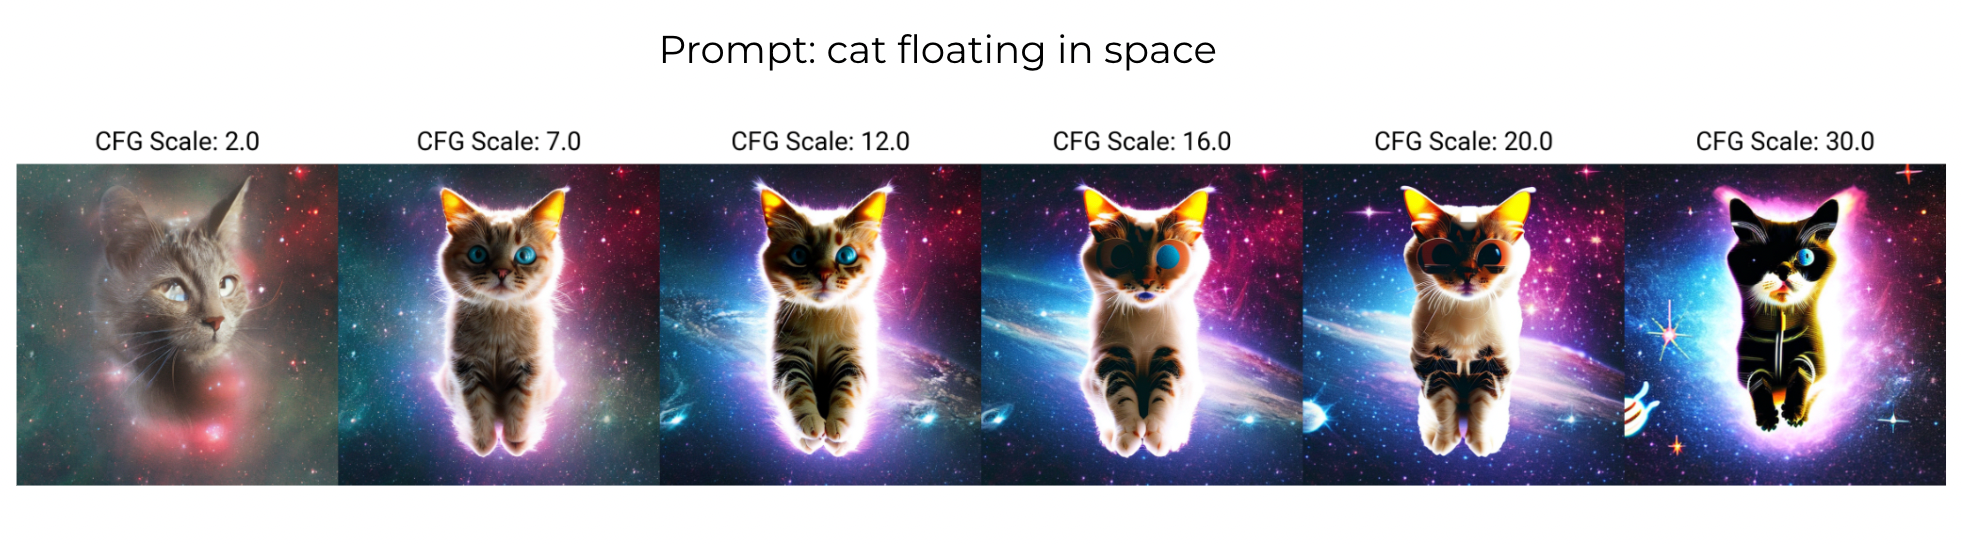 Prompt: cat floating in space
CFG Scale: 2.0 CFG Scale: 7.0 CFG Scale: 12.0 CFG Scale: 16.0 CFG Scale: 20.0 CFG Scale: 30.0